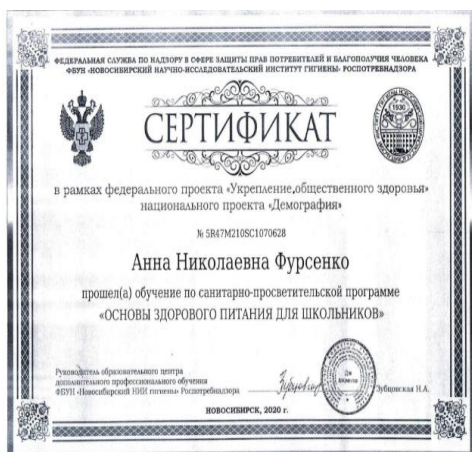 ФЕДЕРАЛЬНАЯ СЛУЖБА ПО НАДЗОРУ В СФЕРЕ ЗАЩИТЫ ПРАВ ПОТРЕБИТЕЛЕЙ И БЛАГОПОЛУЧИЯ ЧЕЛОВЕКА
ФБУН «НОВОСИБИРСКИЙ НАУЧНО-ИССЛЕДОВАТЕЛЬСКИЙ ИНСТИТУТ ГИГИЕНЫ» РОСПОТРЕБНАДЗОРА
1930
СЕРТИФИКАТ
в рамках федерального проекта «Укрепление общественного здоровья»
национального проекта «Демография»
№ 5R47M210SC1070628
Анна Николаевна Фурсенко
прошел(а) обучение по санитарно-просветительской программе
«ОСНОВЫ ЗДОРОВОГО ПИТАНИЯ ДЛЯ ШКОЛЬНИКОВ»
Руководитель образовательного центра
дополнительного профессионального обучения
ФБУН «Новосибирский НИИ гигиены» Роспотребнадзора
Зубцовская Н.А.
НОВОСИБИРСК, 2020 г.